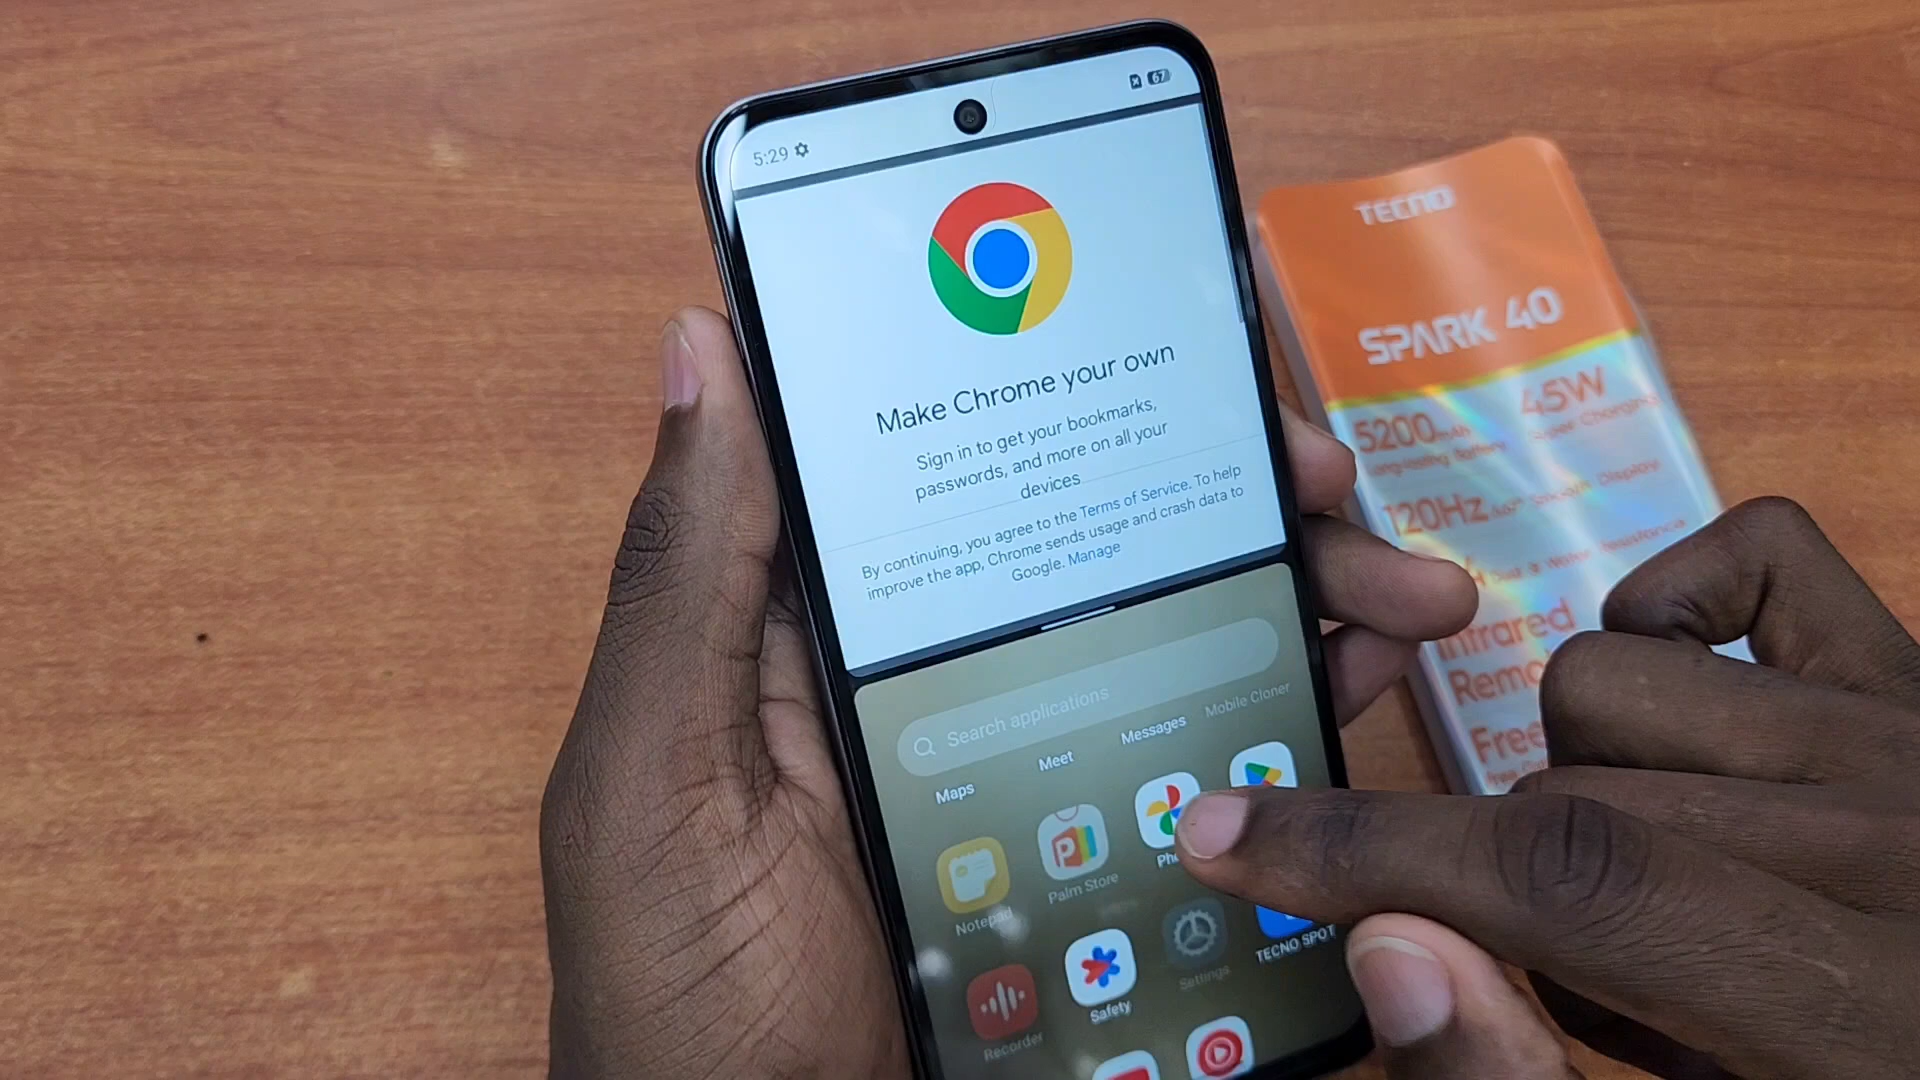 5:29
67
Make Chrome your own
Sign in to get your bookmarks,
passwords, and more on all your
devices
By continuing, you agree to the Terms of Service. To help
improve the app, Chrome sends usage and crash data to
Google. Manage
Search applications
Maps
Meet
Messages
Mobile Cloner
Notepad
Palm Store
Recorder
Safety
Settings
TECNO SPOT
TECNO
SPARK 40
5200mAh
45W
Long-lasting Battery
Super Charging
120Hz
Display
Infrared
Free